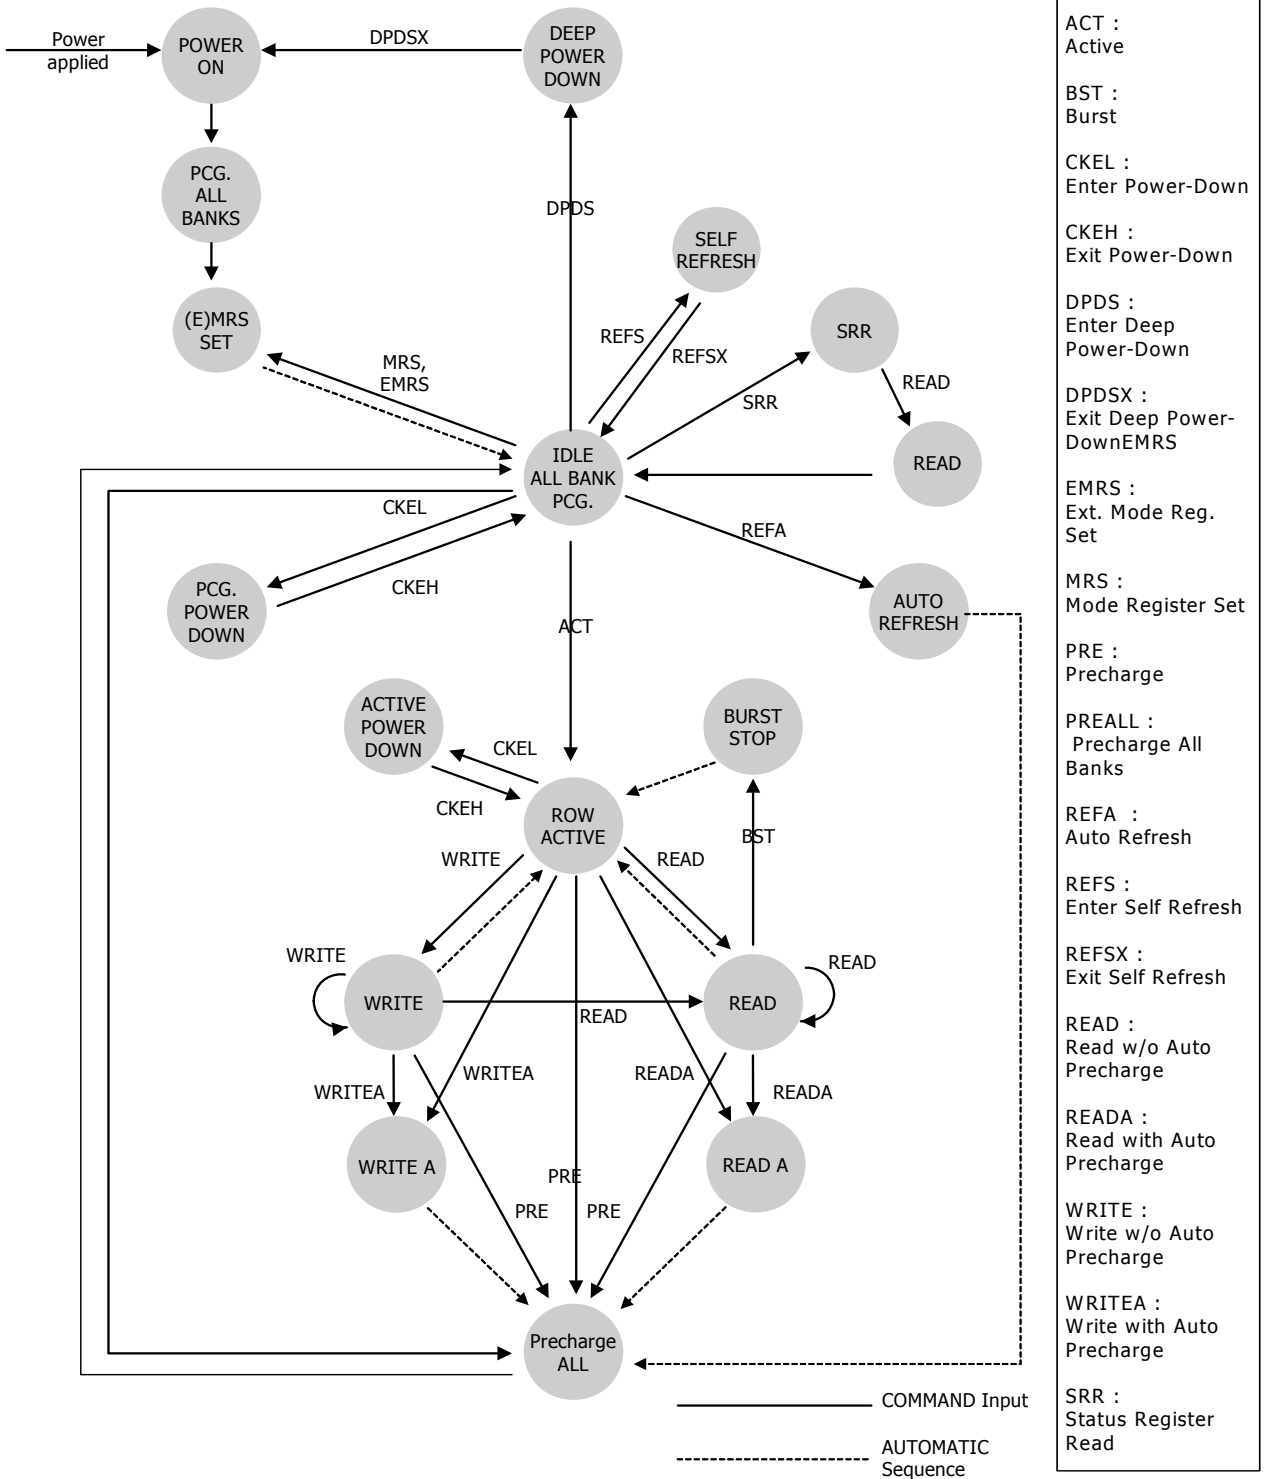 Power
applied
POWER
ON
DPDSX
DEEP
POWER
DOWN
PCG.
ALL
BANKS
DPDS
SELF
REFRESH
(E)MRS
SET
MRS,
EMRS
REFS
REFSX
SRR
SRR
READ
READ
IDLE
ALL BANK
PCG.
CKEL
CKEH
REFA
PCG.
POWER
DOWN
AUTO
REFRESH
ACT
ACTIVE
POWER
DOWN
CKEL
CKEH
BURST
STOP
BST
ROW
ACTIVE
WRITE
READ
WRITE
READ
WRITE
READ
READ
WRITEA
WRITEA
READA
READA
WRITE A
READ A
PRE
PRE
PRE
Precharge
ALL
COMMAND Input
AUTOMATIC
Sequence
ACT :
Active
BST :
Burst
CKEL :
Enter Power-Down
CKEH :
Exit Power-Down
DPDS :
Enter Deep
Power-Down
DPDSX :
Exit Deep Power-
DownEMRS
EMRS :
Ext. Mode Reg.
Set
MRS :
Mode Register Set
PRE :
Precharge
PREALL :
Precharge All
Banks
REFA :
Auto Refresh
REFS :
Enter Self Refresh
REFSX :
Exit Self Refresh
READ :
Read w/o Auto
Precharge
READA :
Read with Auto
Precharge
WRITE :
Write w/o Auto
Precharge
WRITEA :
Write with Auto
Precharge
SRR :
Status Register
Read